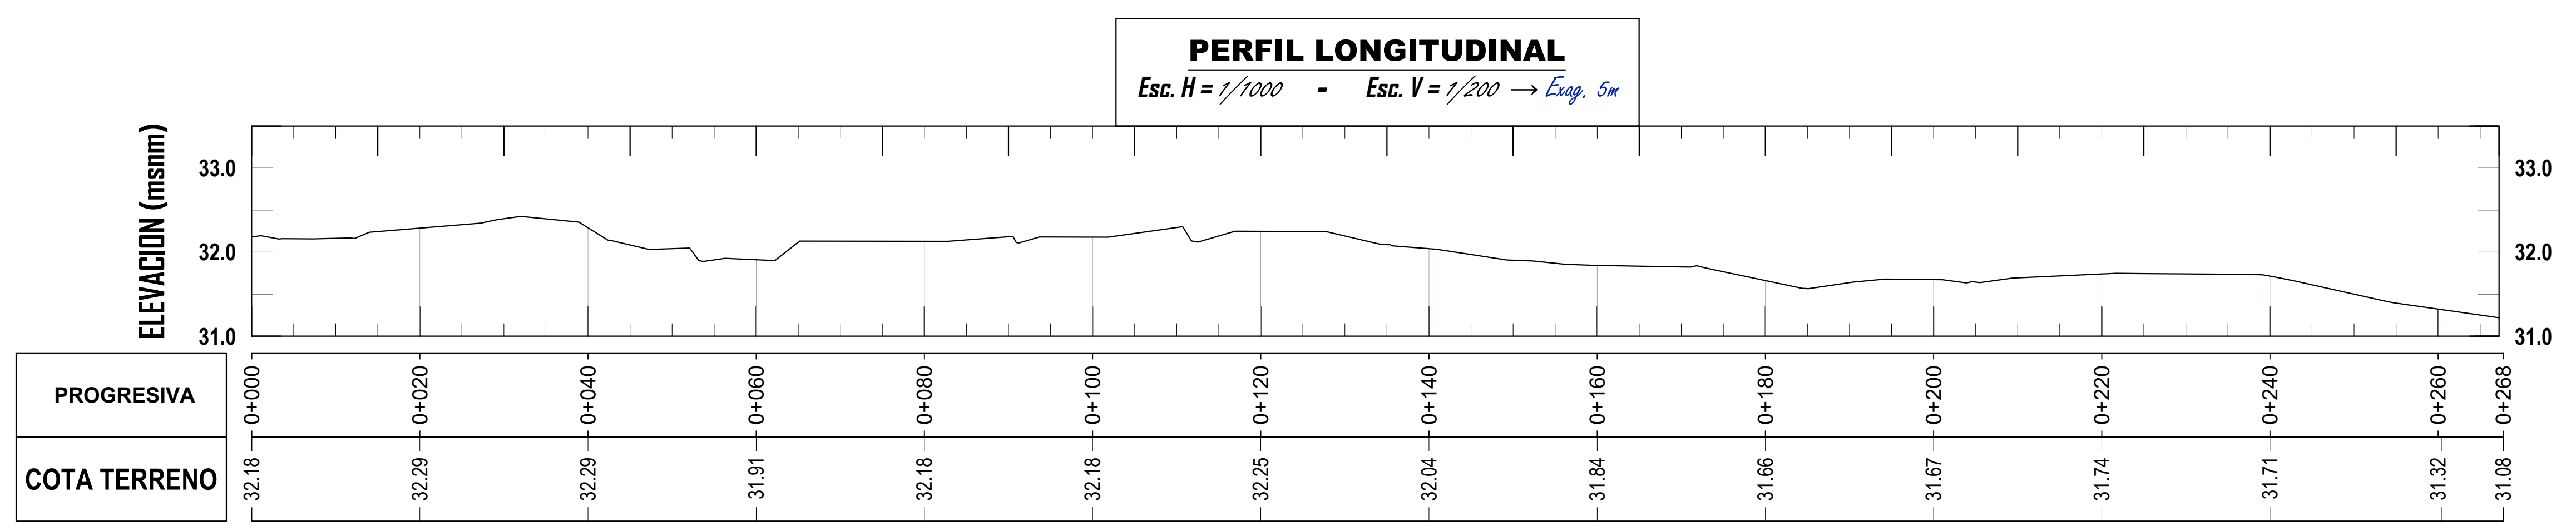 PERFIL LONGITUDINAL
Esc. H = 1/1000 - Esc. V = 1/200 → Exag. 5m
ELEVACION (msnm)
33.0 33.0
32.0 32.0
31.0 31.0
PROGRESIVA 0+000 0+020 0+040 0+060 0+080 0+100 0+120 0+140 0+160 0+180 0+200 0+220 0+240 0+260 0+268
COTA TERRENO 32.18 32.29 32.29 31.91 32.18 32.18 32.25 32.04 31.84 31.66 31.67 31.74 31.71 31.32 31.08